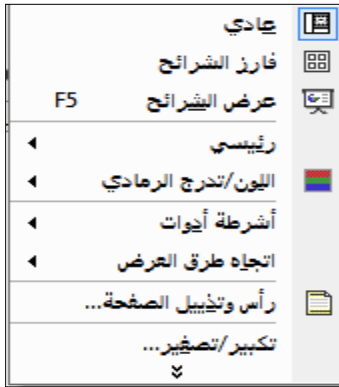 عادي
فارز الشرائح
عرض الشرائح F5
رئيسي
اللون/تدرج الرمادي
أشرطة أدوات
اتجاه طرق العرض
رأس وتذييل الصفحة...
تكبير/تصغير...